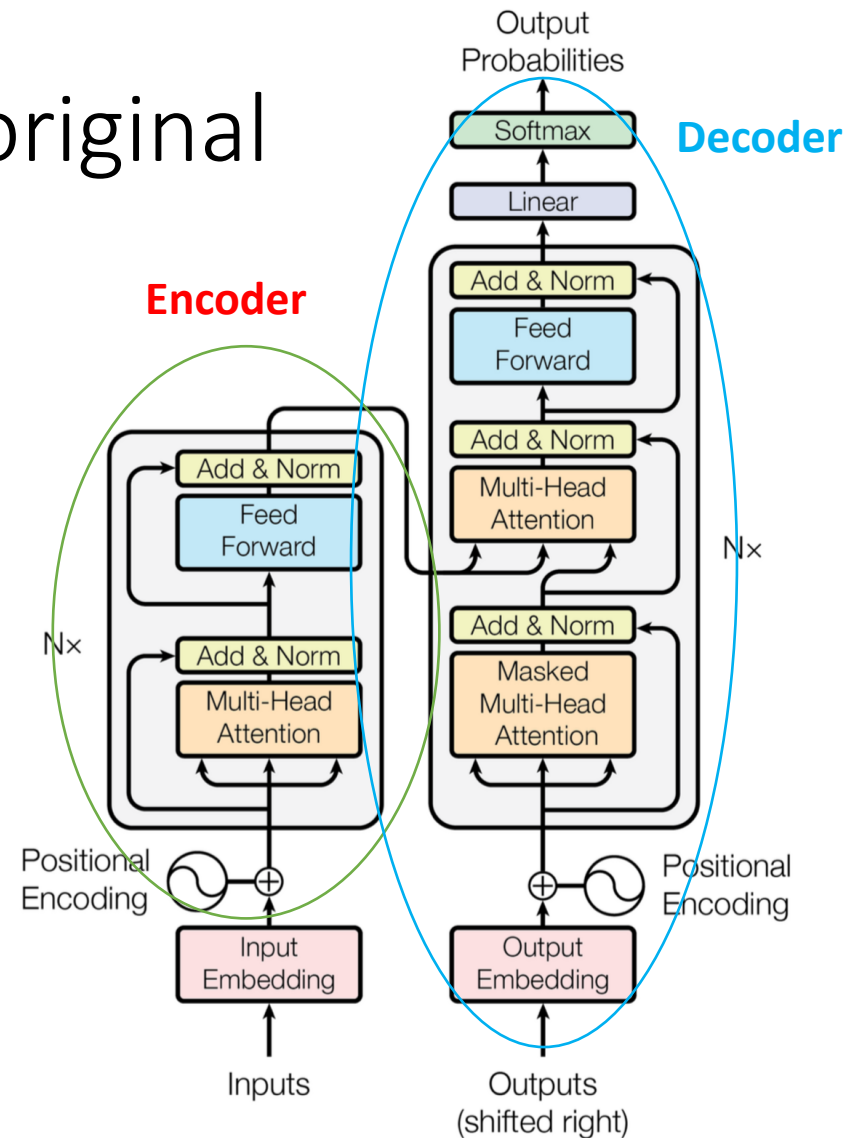 original
Output
Probabilities
Softmax
Decoder
Linear
Encoder
Add & Norm
Feed
Forward
Add & Norm
Multi-Head
Attention
Nx
Add & Norm
Masked
Multi-Head
Attention
Add & Norm
Feed
Forward
Nx
Add & Norm
Multi-Head
Attention
Positional
Encoding
Positional
Encoding
Input
Embedding
Output
Embedding
Inputs
Outputs
(shifted right)